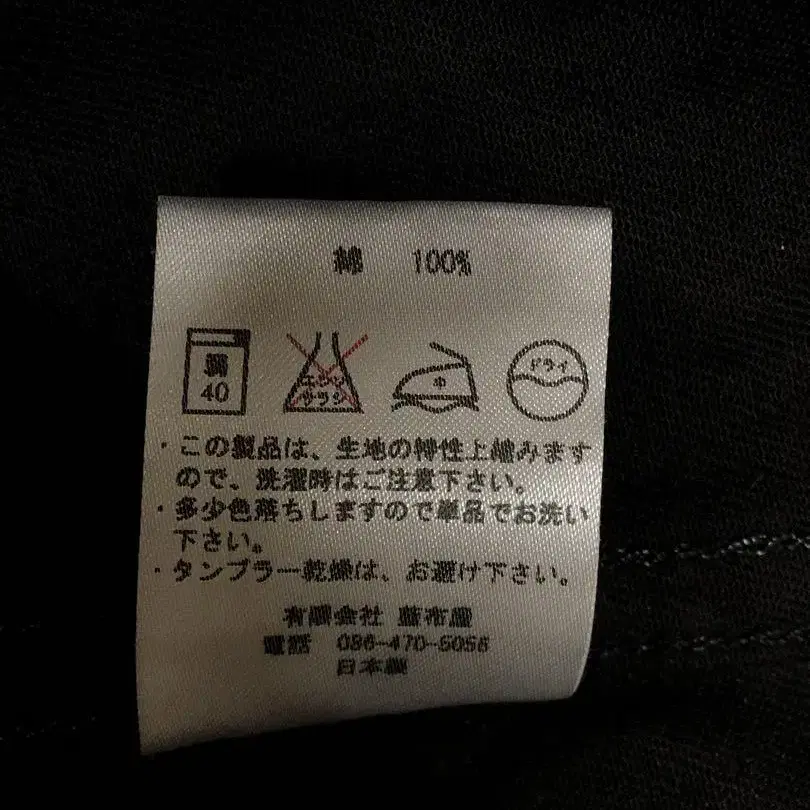 綿 100%
弱
40
エンソ
サラシ
中
ドライ
・この製品は、生地の特性上縮みます
ので、洗濯時はご注意下さい。
・多少色落ちしますので単品でお洗い
下さい。
・タンブラー乾燥は、お避け下さい。
有限会社 藍布屋
電話 086-470-5056
日本製